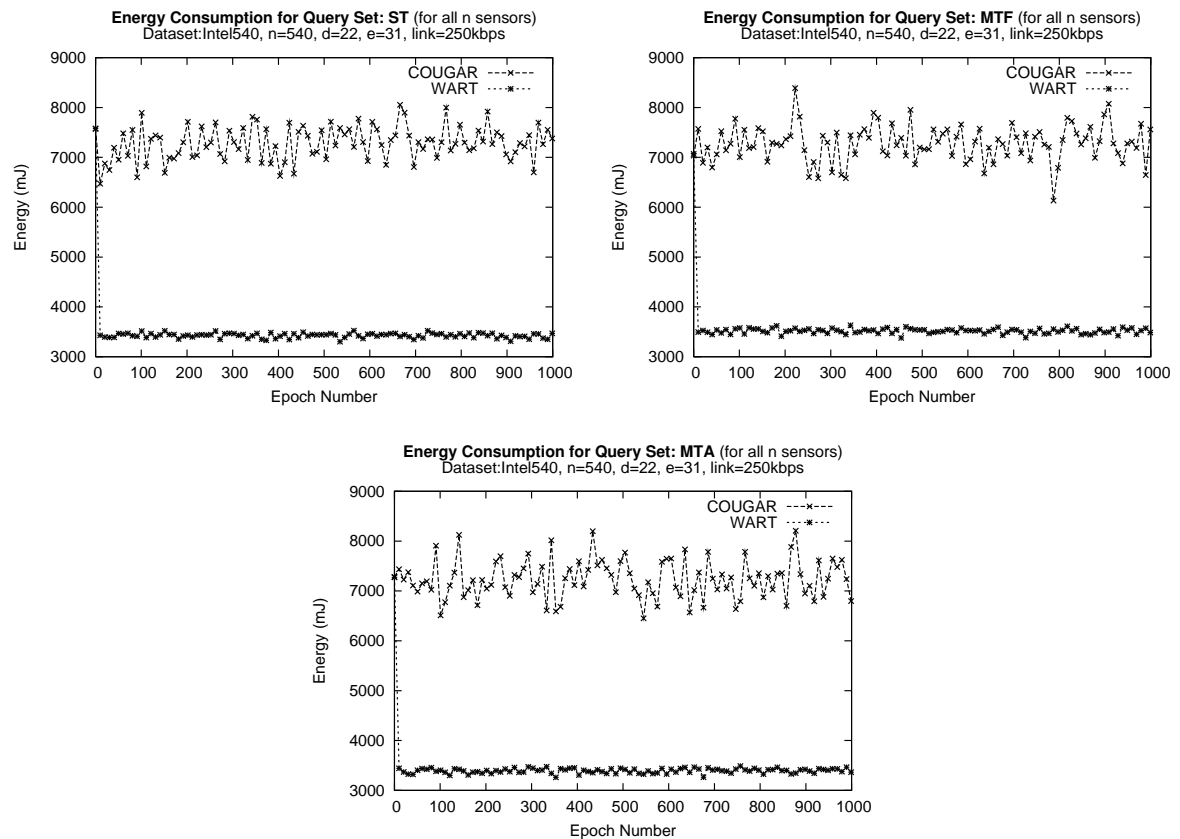 Energy Consumption for Query Set: ST (for all n sensors)
Dataset:Intel540, n=540, d=22, e=31, link=250kbps
9000
8000
7000
6000
5000
4000
3000
Energy (mJ)
COUGAR
WART
0 100 200 300 400 500 600 700 800 900 1000
Epoch Number
Energy Consumption for Query Set: MTF (for all n sensors)
Dataset:Intel540, n=540, d=22, e=31, link=250kbps
9000
8000
7000
6000
5000
4000
3000
Energy (mJ)
COUGAR
WART
0 100 200 300 400 500 600 700 800 900 1000
Epoch Number
Energy Consumption for Query Set: MTA (for all n sensors)
Dataset:Intel540, n=540, d=22, e=31, link=250kbps
9000
8000
7000
6000
5000
4000
3000
Energy (mJ)
COUGAR
WART
0 100 200 300 400 500 600 700 800 900 1000
Epoch Number